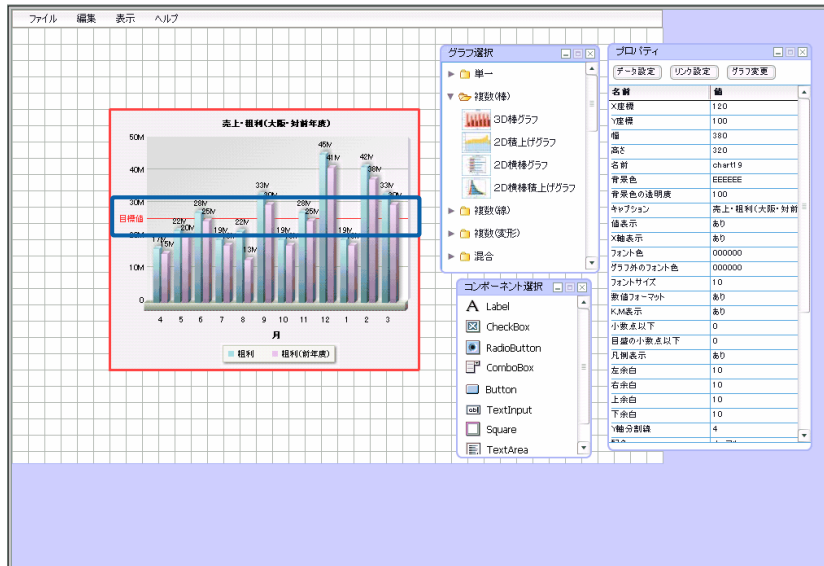 ファイル 編集 表示 ヘルプ
売上・粗利(大阪・対前年度)
50M
40M
30M
目標値
20M
10M
0
17M 15M 22M 20M 28M 25M 19M 22M 13M 33M 19M 28M 25M 45M 41M 19M 42M 38M 33M
4 5 6 7 8 9 10 11 12 1 2 3
月
粗利 粗利(前年度)
グラフ選択
単一
複数(棒)
3D棒グラフ
2D積上げグラフ
2D横棒グラフ
2D横棒積上げグラフ
複数(線)
複数(変形)
混合
コンポーネント選択
A Label
CheckBox
RadioButton
ComboBox
Button
TextInput
Square
TextArea
プロパティ
データ設定 リンク設定 グラフ変更
名前 値
X座標 120
Y座標 100
幅 380
高さ 320
名前 chart19
背景色 EEEEEE
背景色の透明度 100
キャプション 売上・粗利(大阪・対前
値表示 あり
X軸表示 あり
フォント色 000000
グラフ外のフォント色 000000
フォントサイズ 10
数値フォーマット あり
K,M表示 あり
小数点以下 0
目盛の小数点以下 0
凡例表示 あり
左余白 10
右余白 10
上余白 10
下余白 10
Y軸分割線 4